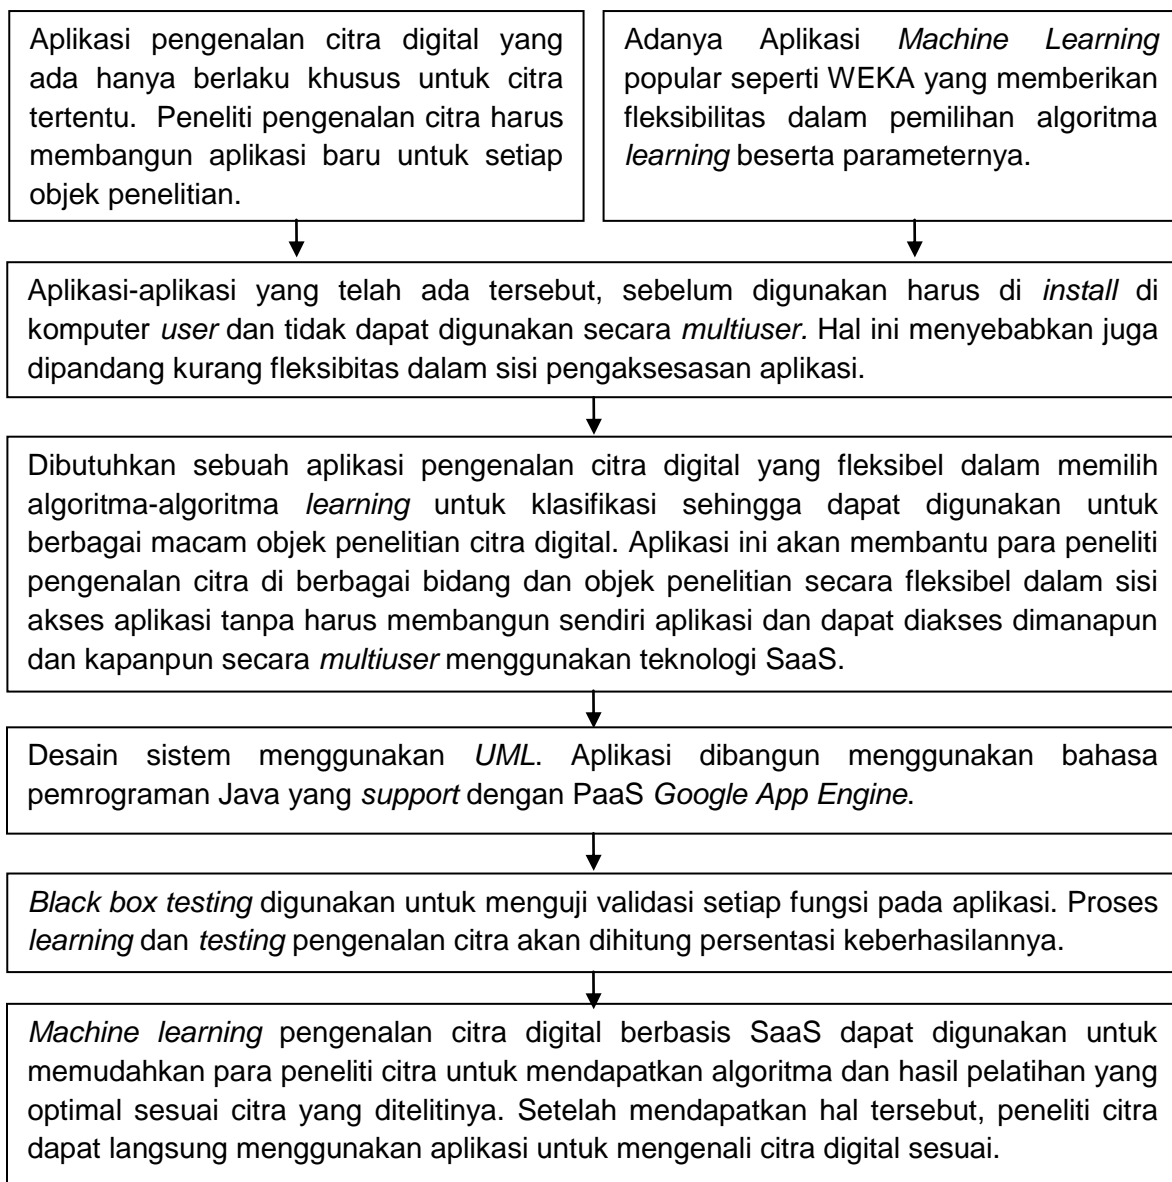 Aplikasi pengenalan citra digital yang
ada hanya berlaku khusus untuk citra
tertentu. Peneliti pengenalan citra harus
membangun aplikasi baru untuk setiap
objek penelitian.
Adanya Aplikasi Machine Learning
popular seperti WEKA yang memberikan
fleksibilitas dalam pemilihan algoritma
learning beserta parameternya.
Aplikasi-aplikasi yang telah ada tersebut, sebelum digunakan harus di install di
komputer user dan tidak dapat digunakan secara multiuser. Hal ini menyebabkan juga
dipandang kurang fleksibitas dalam sisi pengaksesasan aplikasi.
Dibutuhkan sebuah aplikasi pengenalan citra digital yang fleksibel dalam memilih
algoritma-algoritma learning untuk klasifikasi sehingga dapat digunakan untuk
berbagai macam objek penelitian citra digital. Aplikasi ini akan membantu para peneliti
pengenalan citra di berbagai bidang dan objek penelitian secara fleksibel dalam sisi
akses aplikasi tanpa harus membangun sendiri aplikasi dan dapat diakses dimanapun
dan kapanpun secara multiuser menggunakan teknologi SaaS.
Desain sistem menggunakan UML. Aplikasi dibangun menggunakan bahasa
pemrograman Java yang support dengan PaaS Google App Engine.
Black box testing digunakan untuk menguji validasi setiap fungsi pada aplikasi. Proses
learning dan testing pengenalan citra akan dihitung persentasi keberhasilannya.
Machine learning pengenalan citra digital berbasis SaaS dapat digunakan untuk
memudahkan para peneliti citra untuk mendapatkan algoritma dan hasil pelatihan yang
optimal sesuai citra yang ditelitinya. Setelah mendapatkan hal tersebut, peneliti citra
dapat langsung menggunakan aplikasi untuk mengenali citra digital sesuai.